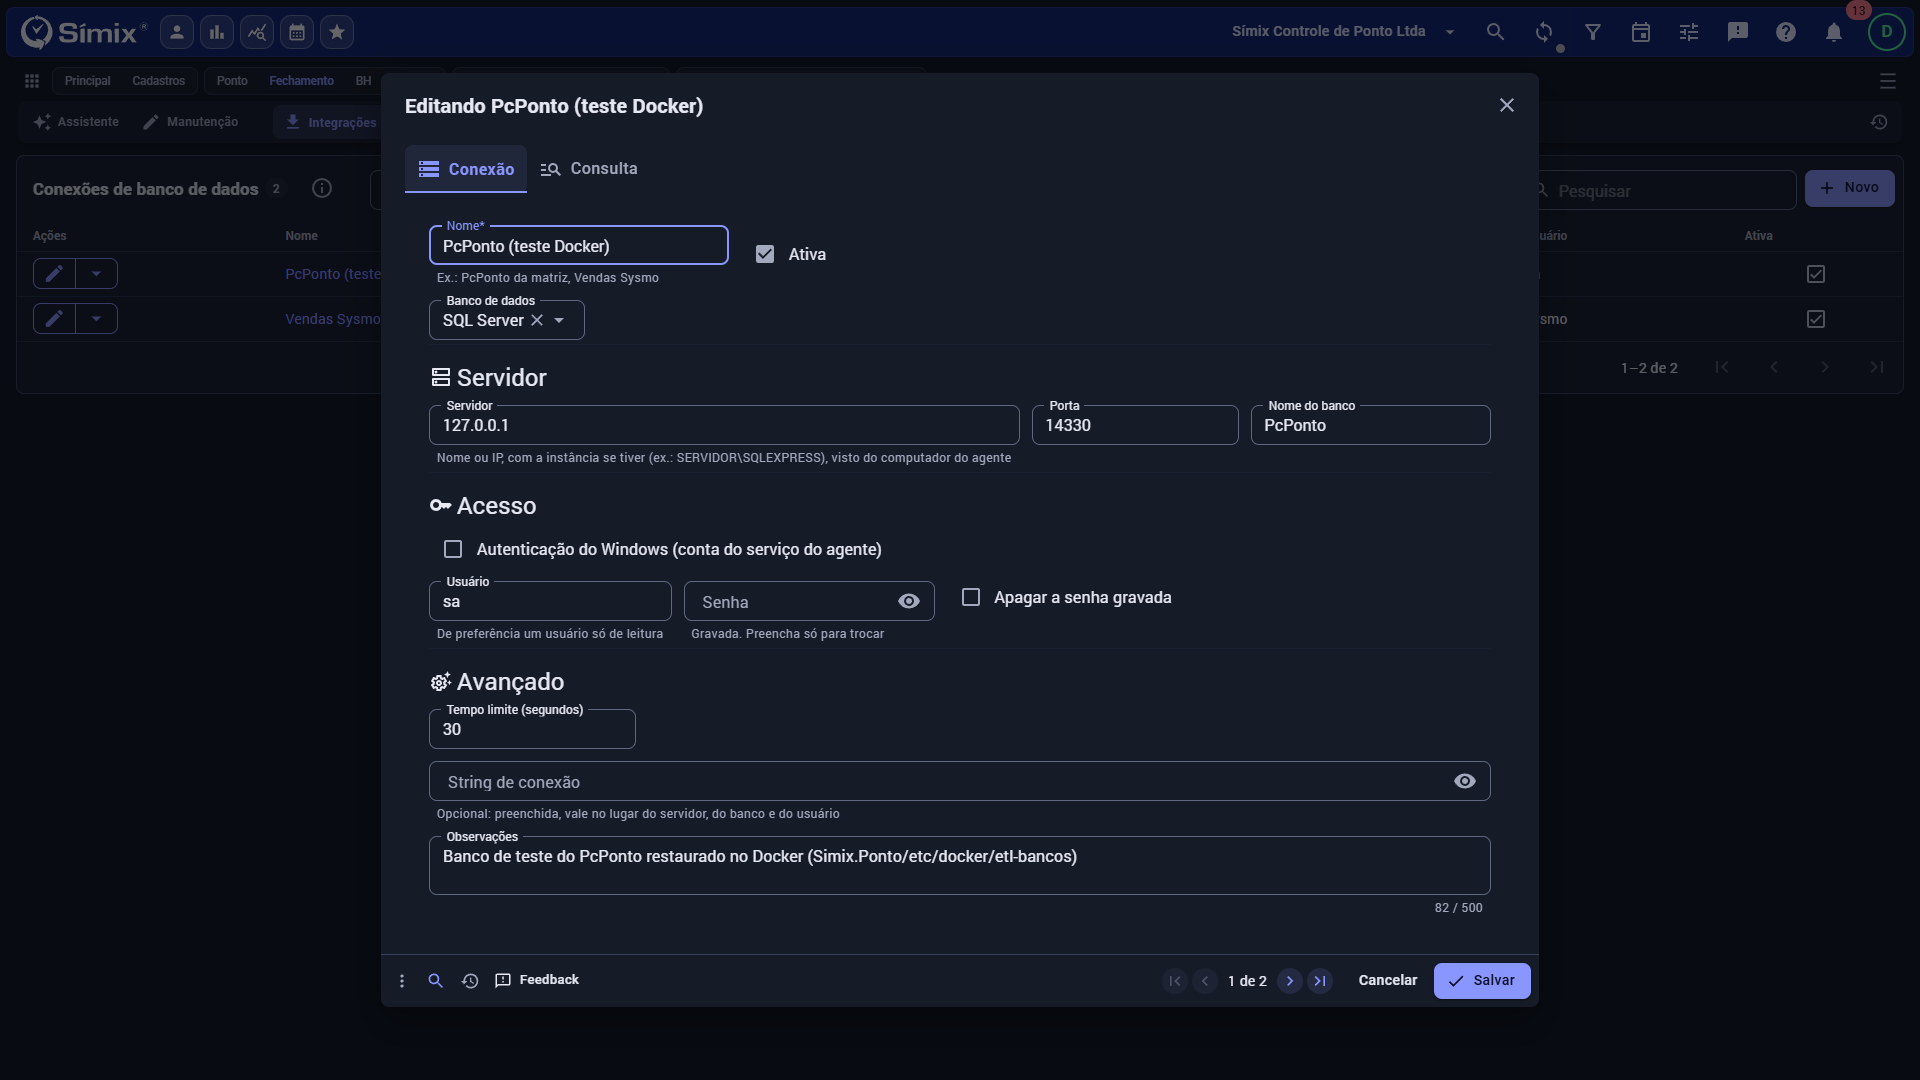 Símix®
Símix Controle de Ponto Ltda
13
D
Principal
Cadastros
Ponto
Fechamento
BH
Assistente
Manutenção
Integrações
Conexões de banco de dados 2
Pesquisar
Novo
Ações
Nome
uário
Ativa
PcPonto (teste
Vendas Sysmo
smo
1–2 de 2
Editando PcPonto (teste Docker)
Conexão
Consulta
Nome*
PcPonto (teste Docker)
Ativa
Ex.: PcPonto da matriz, Vendas Sysmo
Banco de dados
SQL Server
Servidor
Servidor
127.0.0.1
Porta
14330
Nome do banco
PcPonto
Nome ou IP, com a instância se tiver (ex.: SERVIDOR\SQLEXPRESS), visto do computador do agente
Acesso
Autenticação do Windows (conta do serviço do agente)
Usuário
sa
Senha
Apagar a senha gravada
De preferência um usuário só de leitura
Gravada. Preencha só para trocar
Avançado
Tempo limite (segundos)
30
String de conexão
Opcional: preenchida, vale no lugar do servidor, do banco e do usuário
Observações
Banco de teste do PcPonto restaurado no Docker (Simix.Ponto/etc/docker/etl-bancos)
82 / 500
Feedback
1 de 2
Cancelar
Salvar